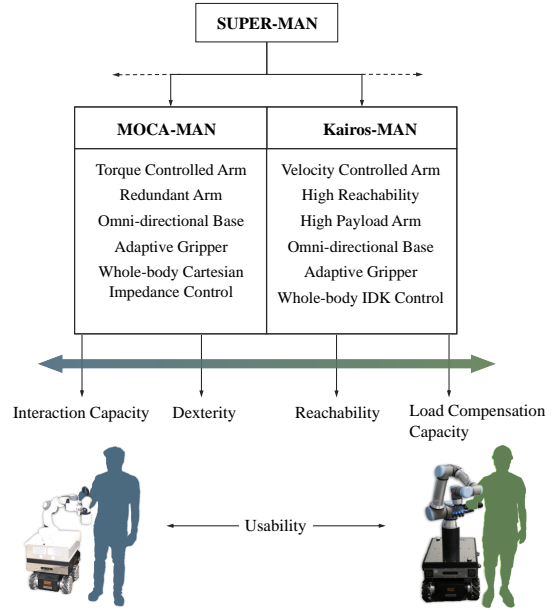 SUPER-MAN
MOCA-MAN
Torque Controlled Arm
Redundant Arm
Omni-directional Base
Adaptive Gripper
Whole-body Cartesian
Impedance Control
Kairos-MAN
Velocity Controlled Arm
High Reachability
High Payload Arm
Omni-directional Base
Adaptive Gripper
Whole-body IDK Control
Interaction Capacity
Dexterity
Reachability
Load Compensation
Capacity
Usability